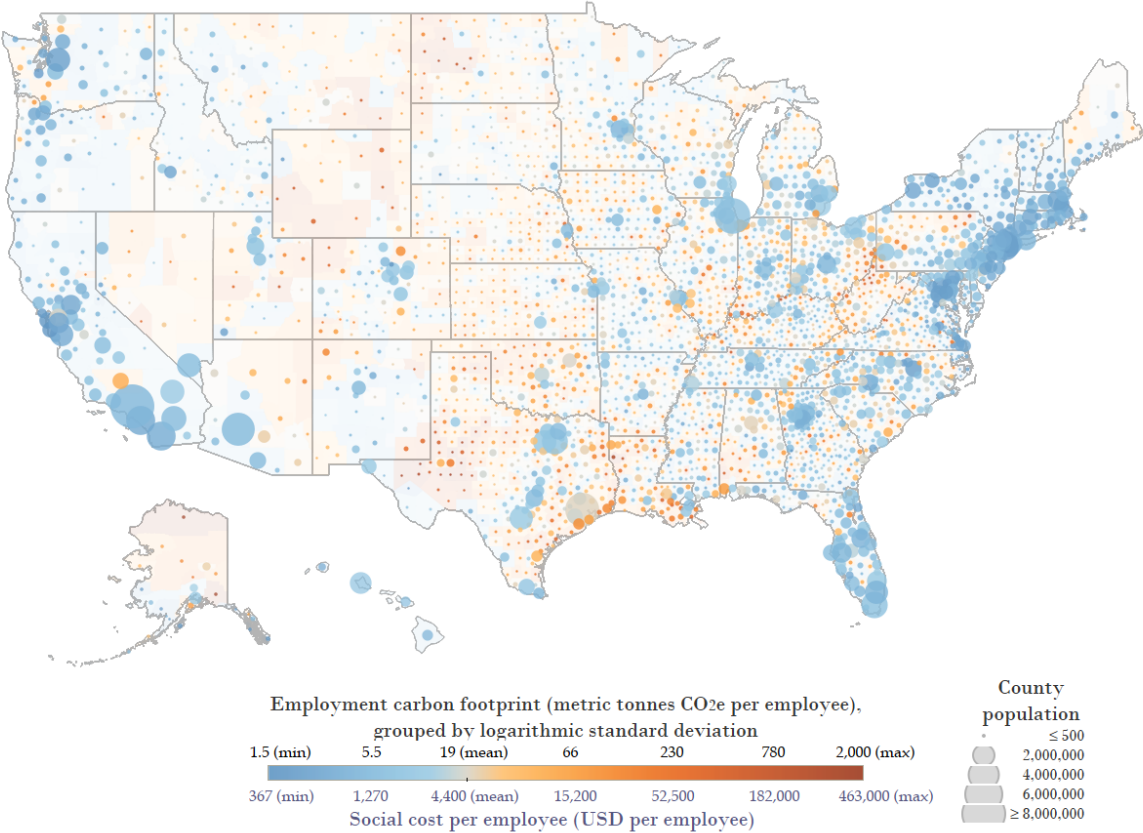 Employment carbon footprint (metric tonnes CO2e per employee),
grouped by logarithmic standard deviation
1.5 (min) 5.5 19 (mean) 66 230 780 2,000 (max)
367 (min) 1,270 4,400 (mean) 15,200 52,500 182,000 463,000 (max)
Social cost per employee (USD per employee)
County
population
≤ 500
2,000,000
4,000,000
6,000,000
≥ 8,000,000